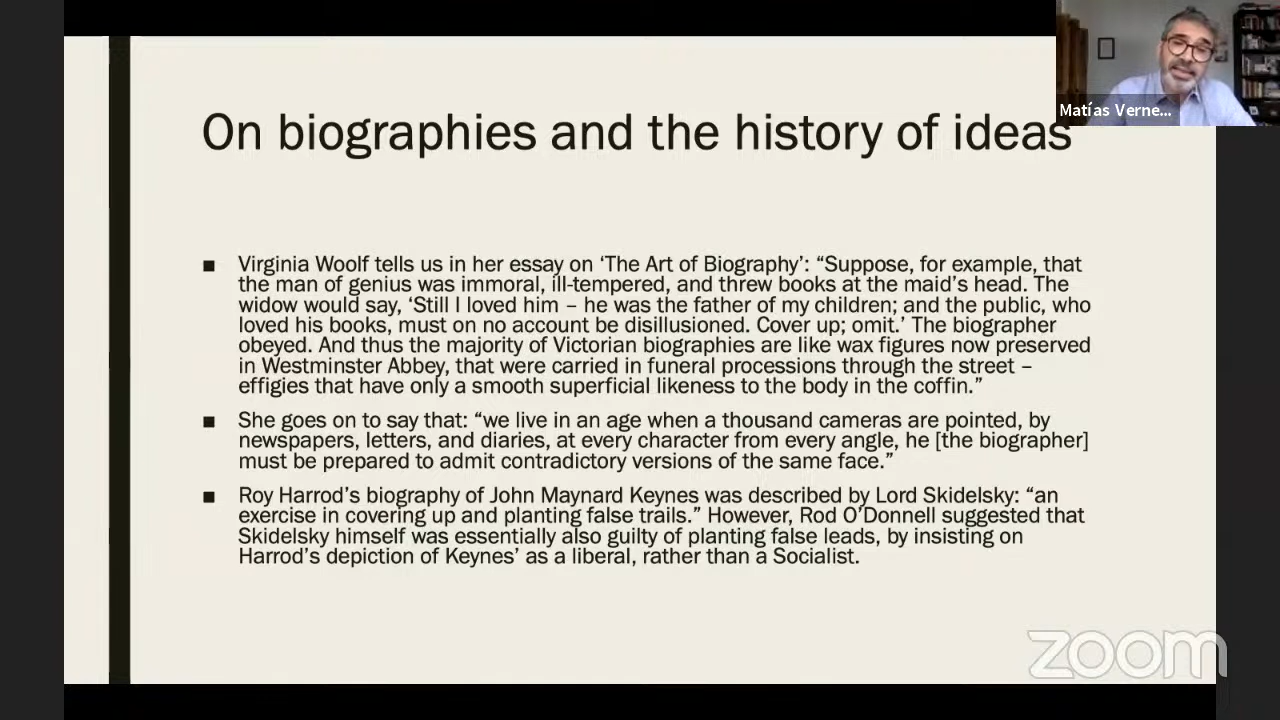 On biographies and the history of ideas
Matías Verne...
■ Virginia Woolf tells us in her essay on ‘The Art of Biography’: “Suppose, for example, that
the man of genius was immoral, ill-tempered, and threw books at the maid’s head. The
widow would say, ‘Still I loved him – he was the father of my children; and the public, who
loved his books, must on no account be disillusioned. Cover up; omit.’ The biographer
obeyed. And thus the majority of Victorian biographies are like wax figures now preserved
in Westminster Abbey, that were carried in funeral processions through the street –
effigies that have only a smooth superficial likeness to the body in the coffin.”
■ She goes on to say that: “we live in an age when a thousand cameras are pointed, by
newspapers, letters, and diaries, at every character from every angle, he [the biographer]
must be prepared to admit contradictory versions of the same face.”
■ Roy Harrod’s biography of John Maynard Keynes was described by Lord Skidelsky: “an
exercise in covering up and planting false trails.” However, Rod O’Donnell suggested that
Skidelsky himself was essentially also guilty of planting false leads, by insisting on
Harrod’s depiction of Keynes’ as a liberal, rather than a Socialist.
zoom